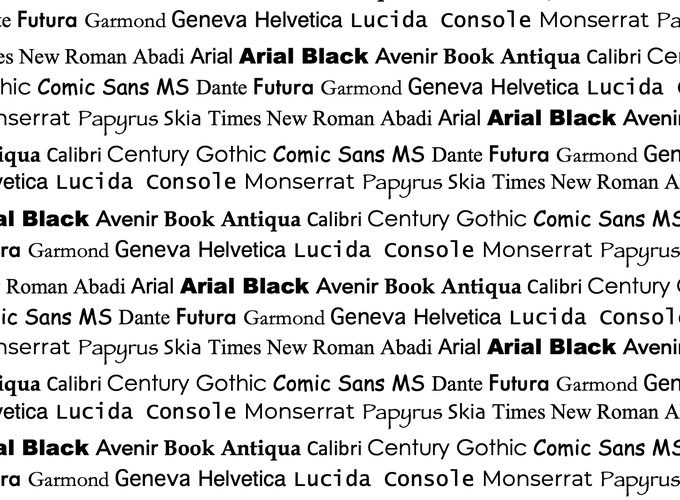 te Futura Garmond Geneva Helvetica Lucida Console Monserrat Pa
es New Roman Abadi Arial Arial Black Avenir Book Antiqua Calibri Cen
hic Comic Sans MS Dante Futura Garmond Geneva Helvetica Lucida C
nserrat Papyrus Skia Times New Roman Abadi Arial Arial Black Aveni
iqua Calibri Century Gothic Comic Sans MS Dante Futura Garmond Gen
vetica Lucida Console Monserrat Papyrus Skia Times New Roman A
al Black Avenir Book Antiqua Calibri Century Gothic Comic Sans MS
ra Garmond Geneva Helvetica Lucida Console Monserrat Papyrus
Roman Abadi Arial Arial Black Avenir Book Antiqua Calibri Century G
ic Comic Sans MS Dante Futura Garmond Geneva Helvetica Lucida Consol
nserrat Papyrus Skia Times New Roman Abadi Arial Arial Black Aveni
iqua Calibri Century Gothic Comic Sans MS Dante Futura Garmond Gen
vetica Lucida Console Monserrat Papyrus Skia Times New Roman A
al Black Avenir Book Antiqua Calibri Century Gothic Comic Sans MS
ra Garmond Geneva Helvetica Lucida Console Monserrat Papyrus